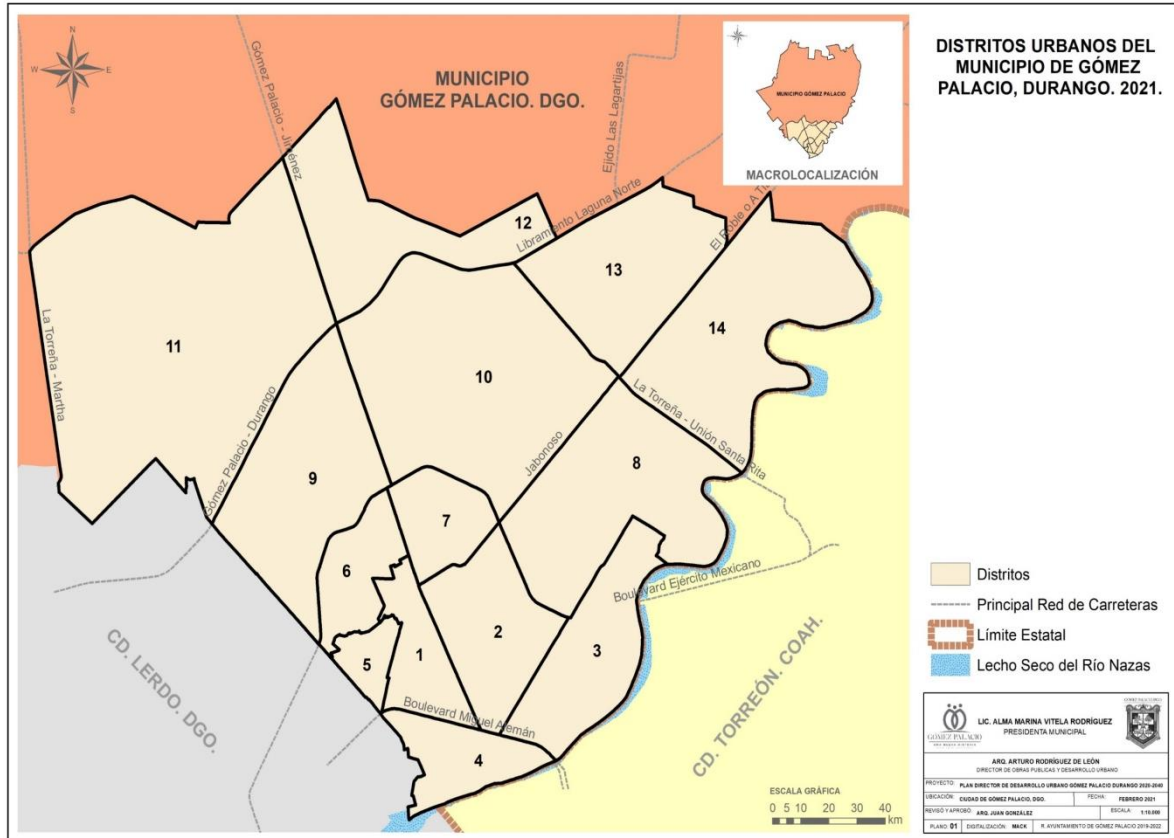 DISTRITOS URBANOS DEL
MUNICIPIO DE GÓMEZ
PALACIO, DURANGO. 2021.
N
W
E
S
MUNICIPIO
GÓMEZ PALACIO. DGO.
MUNICIPIO GÓMEZ PALACIO
MACROLOCALIZACIÓN
Gómez Palacio - Jiménez
Ejido Las Lagartijas
Libramiento Laguna Norte
El Roble o A
La Torreña - Martha
Gómez Palacio - Durango
Jabonoso
La Torreña - Unión Santa Rita
Boulevard Ejército Mexicano
Boulevard Miguel Alemán
12
13
14
11
10
9
8
7
6
2
3
5
1
4
CD. LERDO. DGO.
CD. TORREÓN. COAH.
ESCALA GRÁFICA
0 5 10 20 30 40
km
Distritos
Principal Red de Carreteras
Límite Estatal
Lecho Seco del Río Nazas
GÓMEZ PALACIO
LIC. ALMA MARINA VITELA RODRÍGUEZ
PRESIDENTA MUNICIPAL
ARQ. ARTURO RODRÍGUEZ DE LEÓN
DIRECTOR DE OBRAS PUBLICAS Y DESARROLLO URBANO
PROYECTO: PLAN DIRECTOR DE DESARROLLO URBANO GÓMEZ PALACIO DURANGO 2020-2040
UBICACIÓN: CIUDAD DE GÓMEZ PALACIO, DGO. FECHA: FEBRERO 2021
REVISÓ Y APROBÓ: ARQ. JUAN GONZÁLEZ ESCALA: 1:10.000
PLANO: 01 DIGITALIZACIÓN: MACK R. AYUNTAMIENTO DE GÓMEZ PALACIO 2019-2022